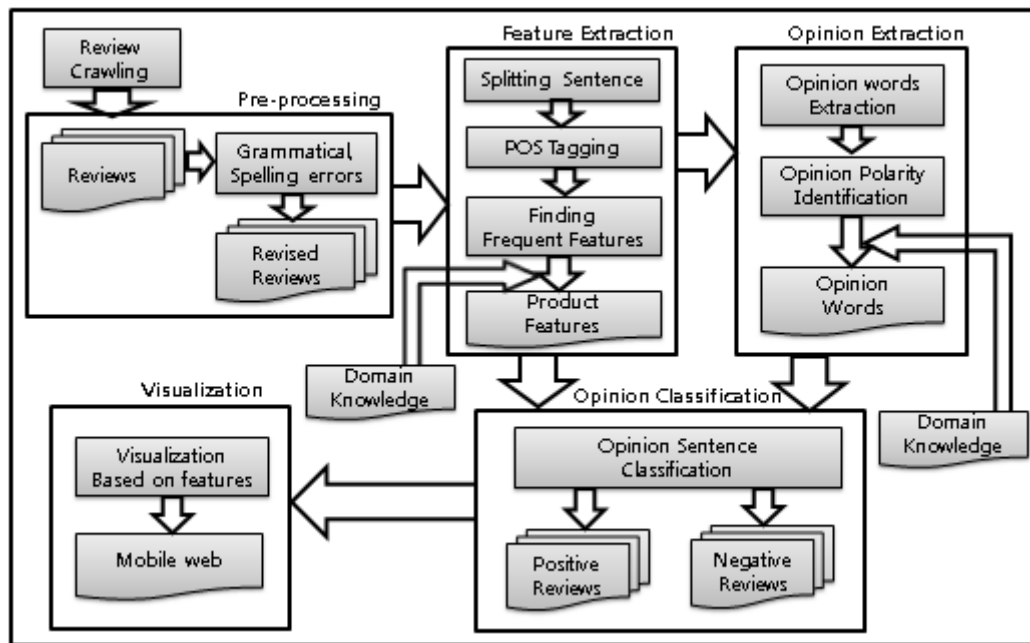 Review
Crawling
Pre-processing
Reviews
Grammatical,
Spelling errors
Revised
Reviews
Feature Extraction
Splitting Sentence
POS Tagging
Finding
Frequent Features
Product
Features
Domain
Knowledge
Opinion Extraction
Opinion words
Extraction
Opinion Polarity
Identification
Opinion
Words
Domain
Knowledge
Opinion Classification
Opinion Sentence
Classification
Positive
Reviews
Negative
Reviews
Visualization
Visualization
Based on features
Mobile web